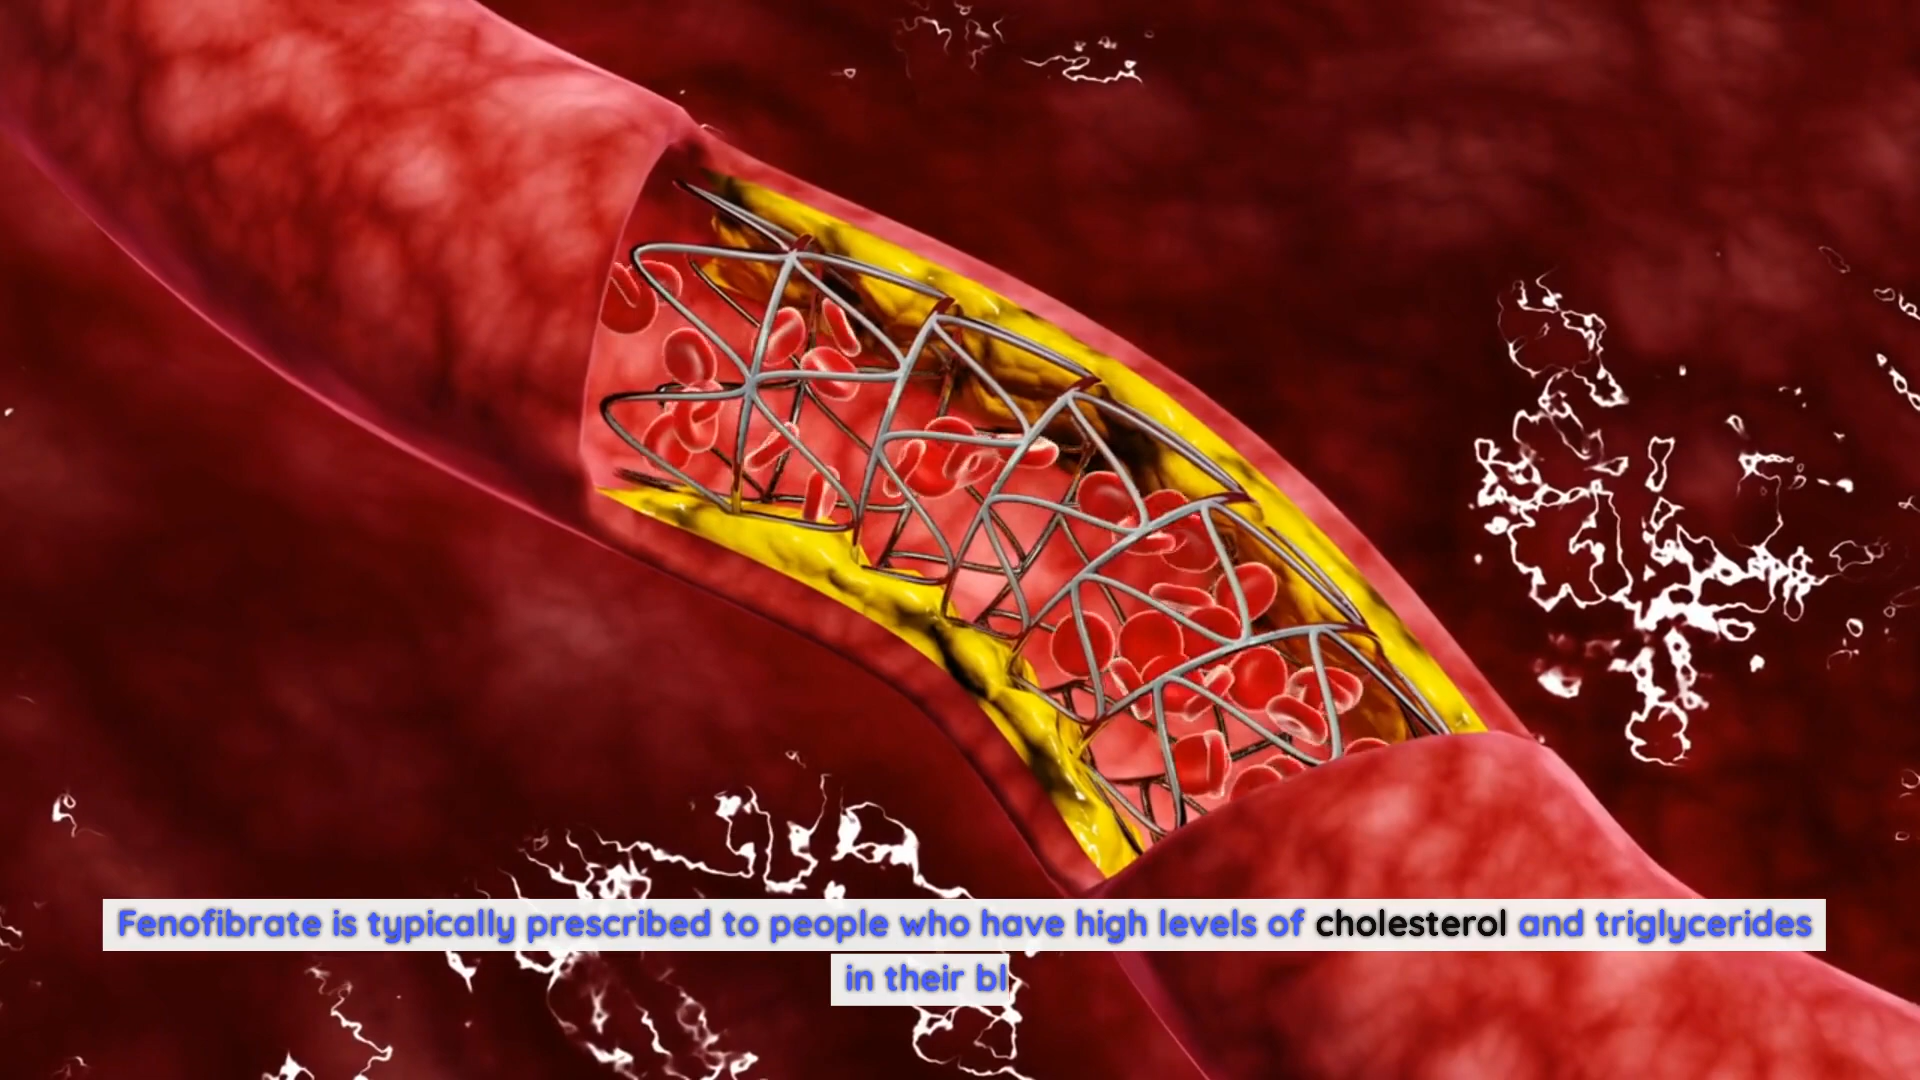 Fenofibrate is typically prescribed to people who have high levels of cholesterol and triglycerides
in their bl